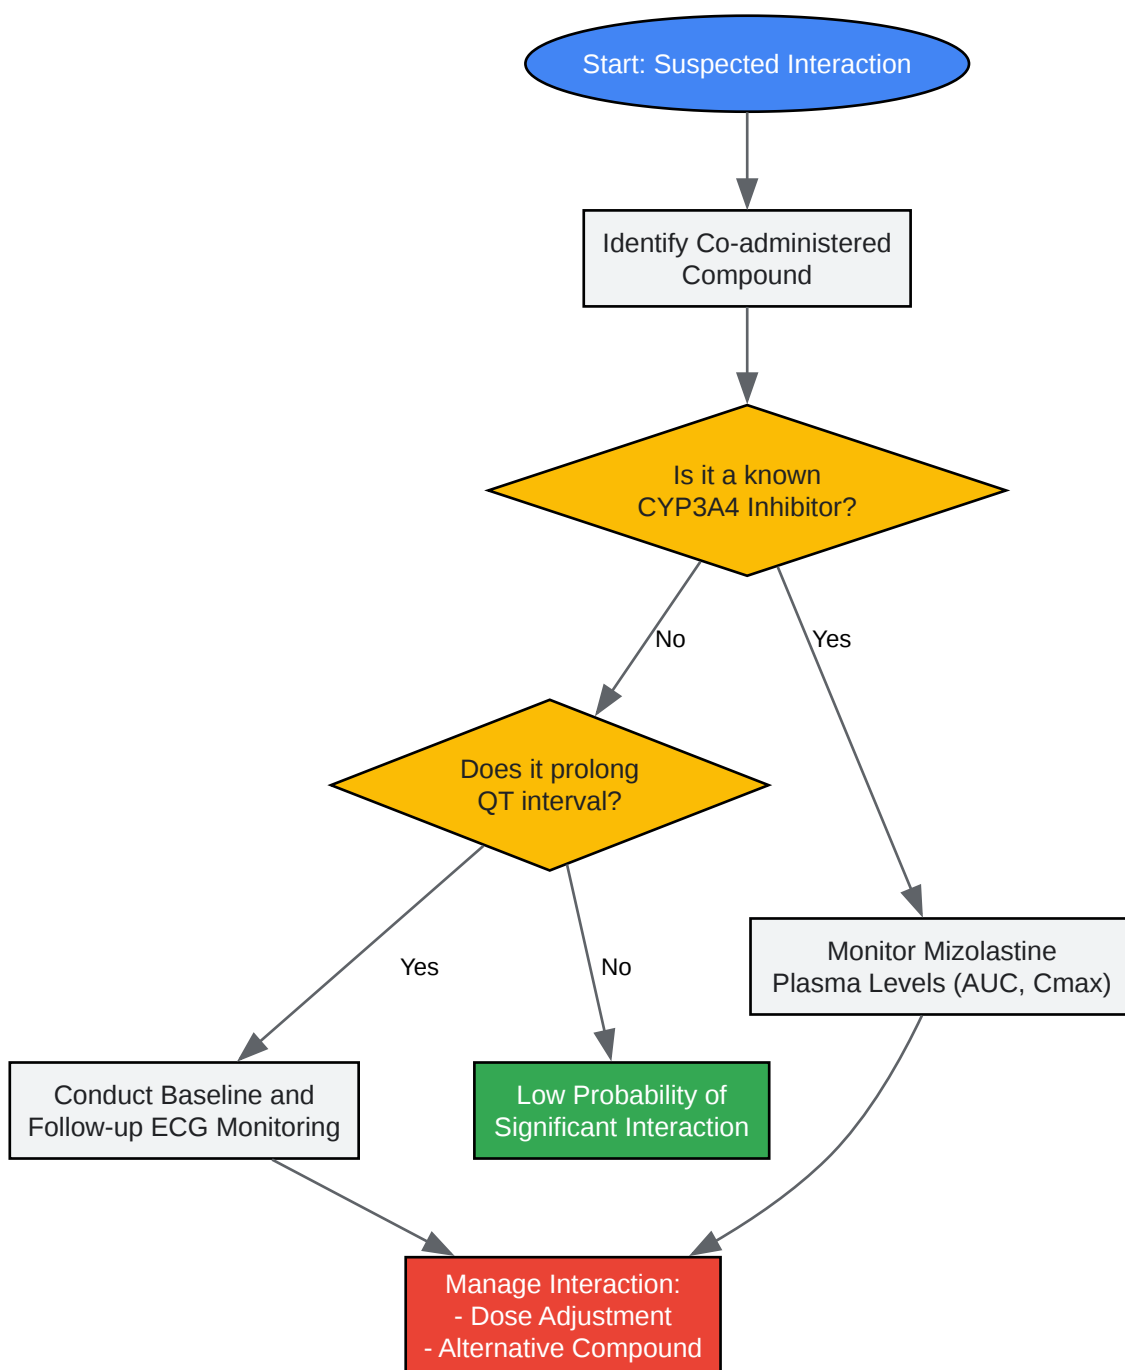 Start: Suspected Interaction
Identify Co-administered
Compound
Is it a known
CYP3A4 Inhibitor?
No
Yes
Does it prolong
QT interval?
Monitor Mizolastine
Plasma Levels (AUC, Cmax)
Yes
No
Conduct Baseline and
Follow-up ECG Monitoring
Low Probability of
Significant Interaction
Manage Interaction:
- Dose Adjustment
- Alternative Compound